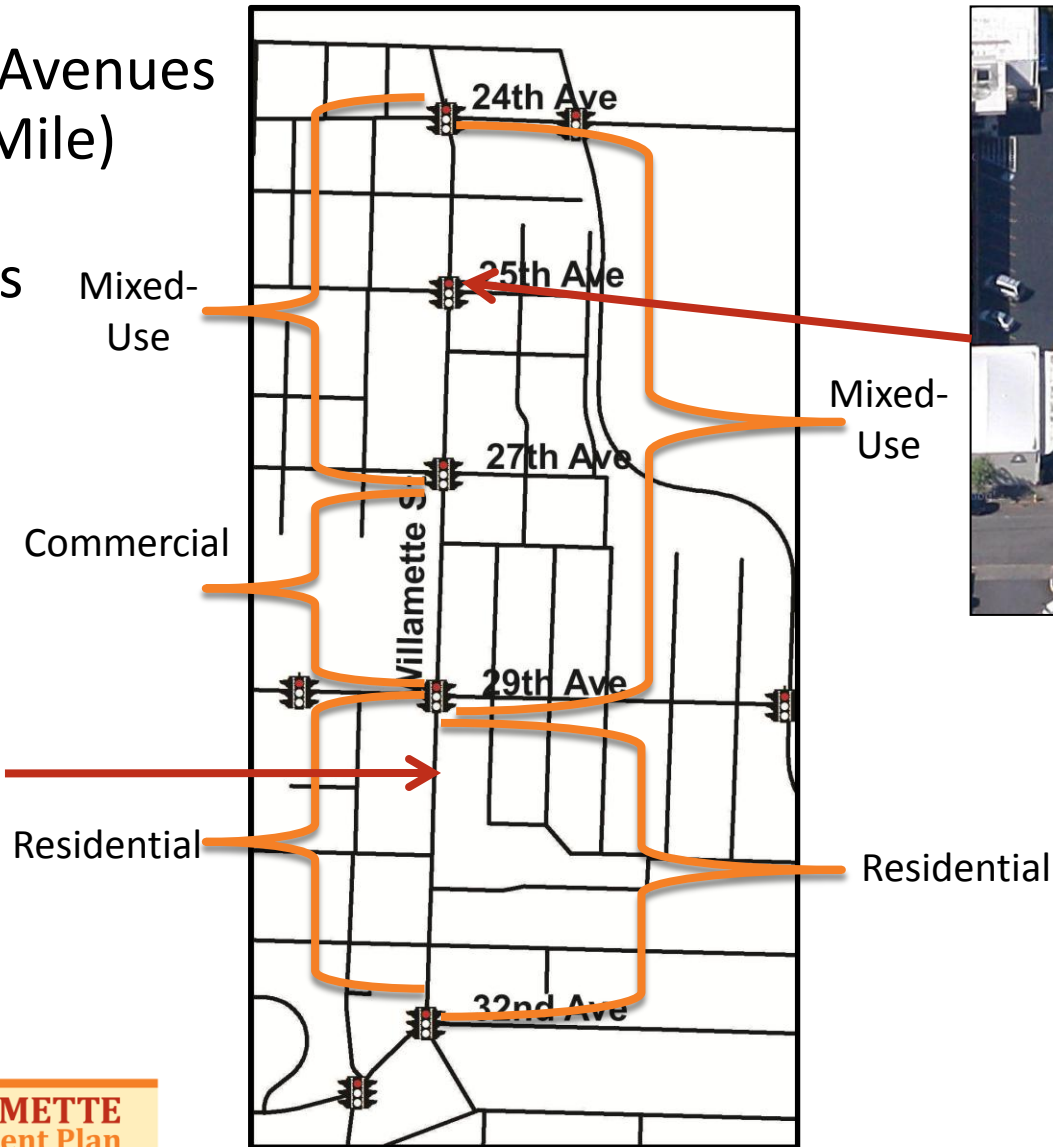 Avenues
Mile)
s
Mixed-
Use
Commercial
Residential
24th Ave
25th Ave
27th Ave
Willamette S
29th Ave
32nd Ave
Mixed-
Use
Residential
METTE
ent Plan